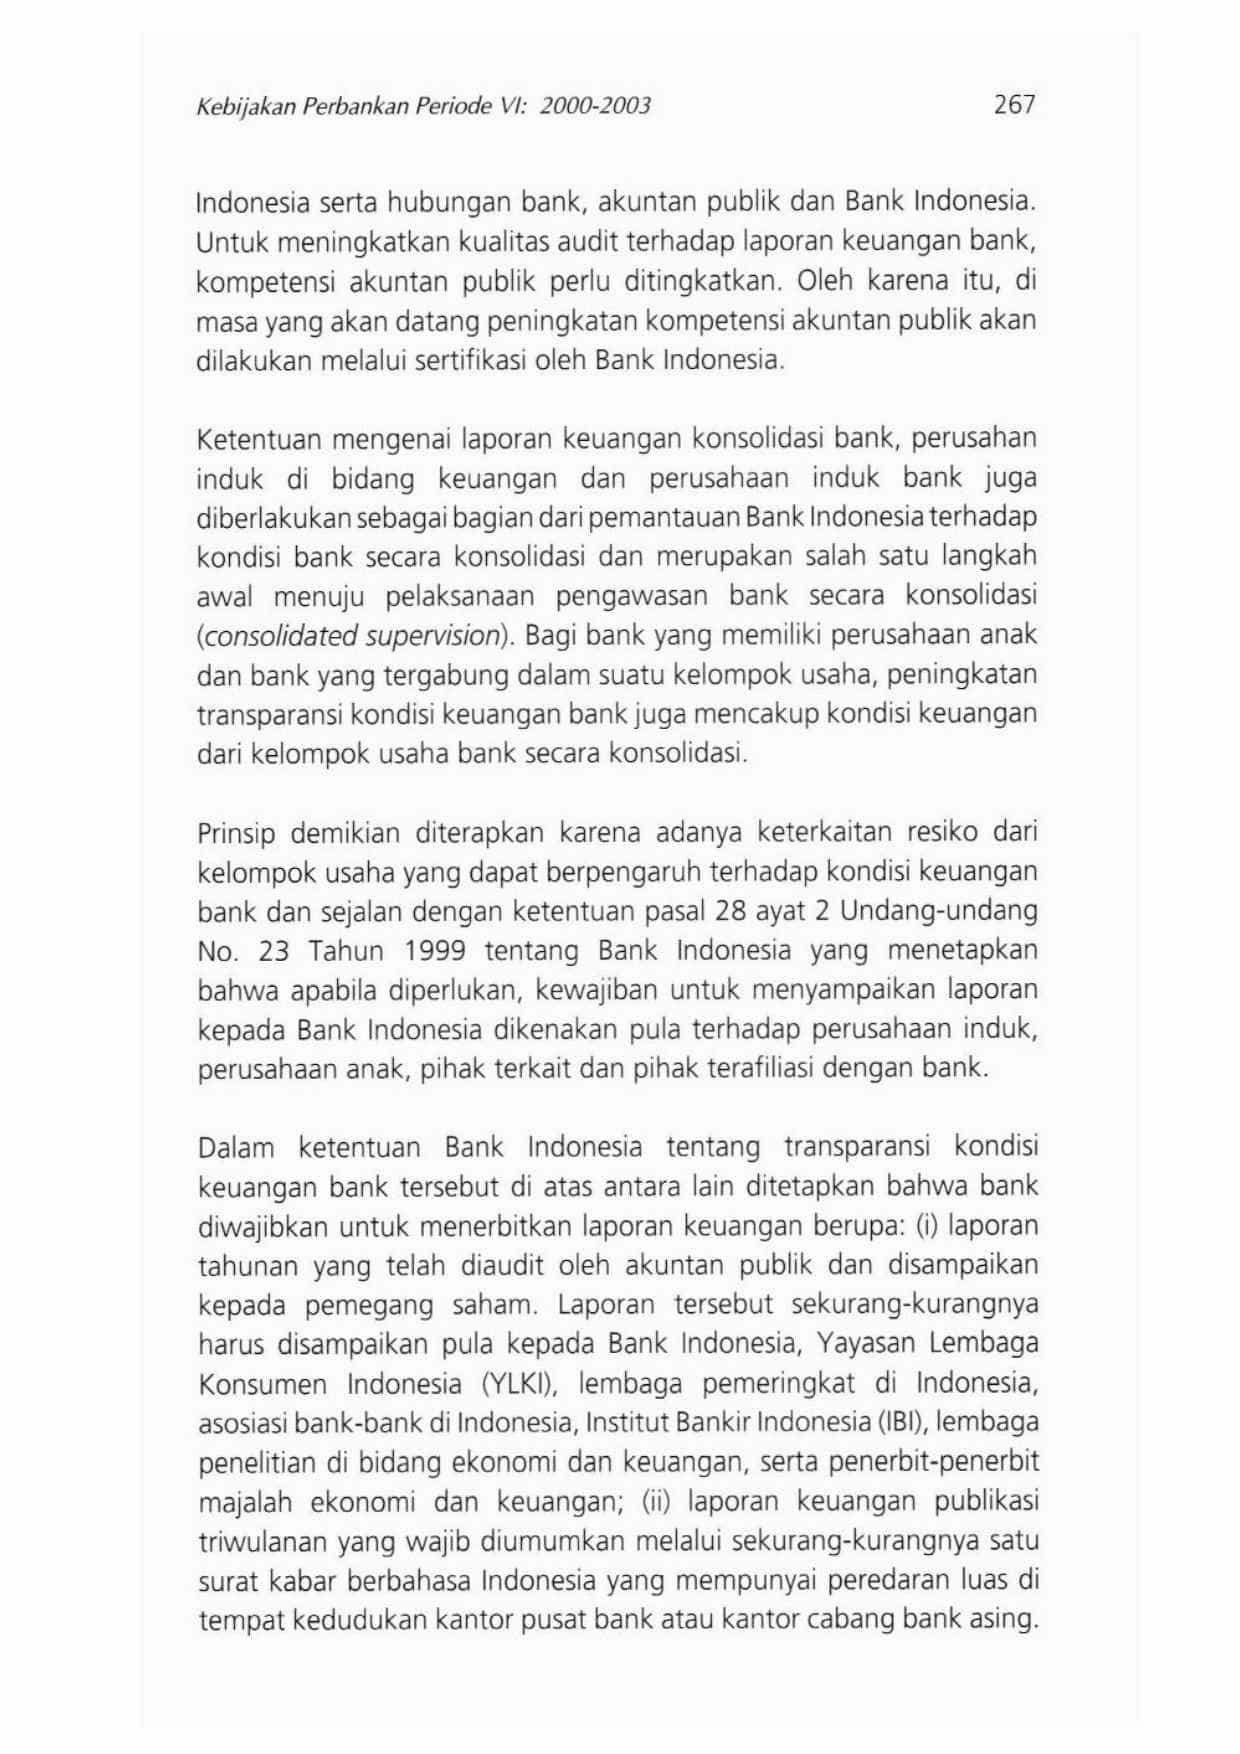 Kebijakan Perbankan Periode VI: 2000-2003 267
Indonesia serta hubungan bank, akuntan publik dan Bank Indonesia.
Untuk meningkatkan kualitas audit terhadap laporan keuangan bank,
kompetensi akuntan publik perlu ditingkatkan. Oleh karena itu, di
masa yang akan datang peningkatan kompetensi akuntan publik akan
dilakukan melalui sertifikasi oleh Bank Indonesia.
Ketentuan mengenai laporan keuangan konsolidasi bank, perusahan
induk di bidang keuangan dan perusahaan induk bank juga
diberlakukan sebagai bagian dari pemantauan Bank Indonesia terhadap
kondisi bank secara konsolidasi dan merupakan salah satu langkah
awal menuju pelaksanaan pengawasan bank secara konsolidasi
(consolidated supervision). Bagi bank yang memiliki perusahaan anak
dan bank yang tergabung dalam suatu kelompok usaha, peningkatan
transparansi kondisi keuangan bank juga mencakup kondisi keuangan
dari kelompok usaha bank secara konsolidasi.
Prinsip demikian diterapkan karena adanya keterkaitan resiko dari
kelompok usaha yang dapat berpengaruh terhadap kondisi keuangan
bank dan sejalan dengan ketentuan pasal 28 ayat 2 Undang-undang
No. 23 Tahun 1999 tentang Bank Indonesia yang menetapkan
bahwa apabila diperlukan, kewajiban untuk menyampaikan laporan
kepada Bank Indonesia dikenakan pula terhadap perusahaan induk,
perusahaan anak, pihak terkait dan pihak terafiliasi dengan bank.
Dalam ketentuan Bank Indonesia tentang transparansi kondisi
keuangan bank tersebut di atas antara lain ditetapkan bahwa bank
diwajibkan untuk menerbitkan laporan keuangan berupa: (i) laporan
tahunan yang telah diaudit oleh akuntan publik dan disampaikan
kepada pemegang saham. Laporan tersebut sekurang-kurangnya
harus disampaikan pula kepada Bank Indonesia, Yayasan Lembaga
Konsumen Indonesia (YLKI), lembaga pemeringkat di Indonesia,
asosiasi bank-bank di Indonesia, Institut Bankir Indonesia (IBI), lembaga
penelitian di bidang ekonomi dan keuangan, serta penerbit-penerbit
majalah ekonomi dan keuangan; (ii) laporan keuangan publikasi
triwulanan yang wajib diumumkan melalui sekurang-kurangnya satu
surat kabar berbahasa Indonesia yang mempunyai peredaran luas di
tempat kedudukan kantor pusat bank atau kantor cabang bank asing.